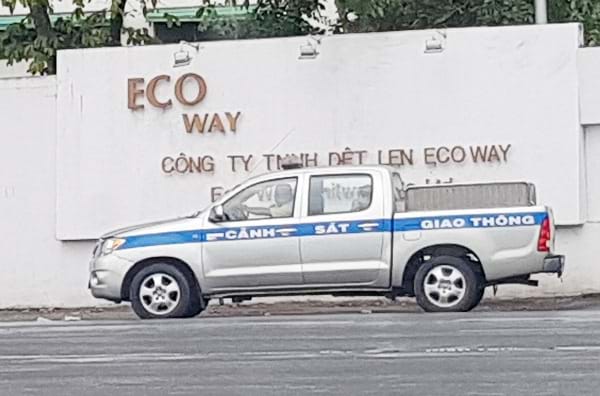 ECO
WAY
CÔNG TY TNHH DỆT LEN ECO WAY
CẢNH SÁT GIAO THÔNG